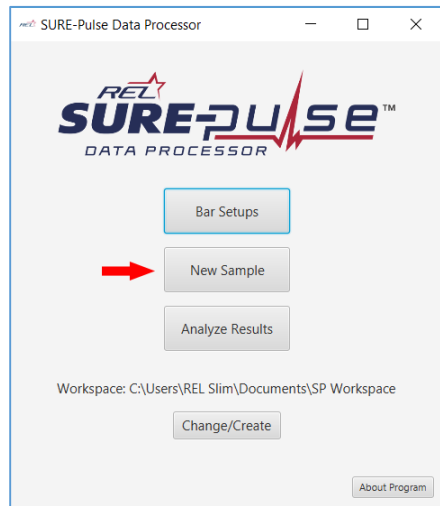 REL SURE-Pulse Data Processor
REL
SURE-PULSE™
DATA PROCESSOR
Bar Setups
New Sample
Analyze Results
Workspace: C:\Users\REL Slim\Documents\SP Workspace
Change/Create
About Program